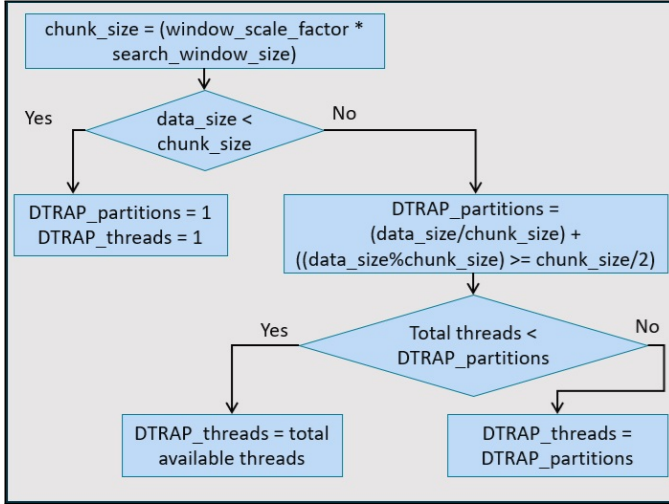 chunk_size = (window_scale_factor *
search_window_size)
Yes
data_size <
chunk_size
No
DTRAP_partitions = 1
DTRAP_threads = 1
DTRAP_partitions =
(data_size/chunk_size) +
((data_size%chunk_size) >= chunk_size/2)
Yes
Total threads <
DTRAP_partitions
No
DTRAP_threads = total
available threads
DTRAP_threads =
DTRAP_partitions